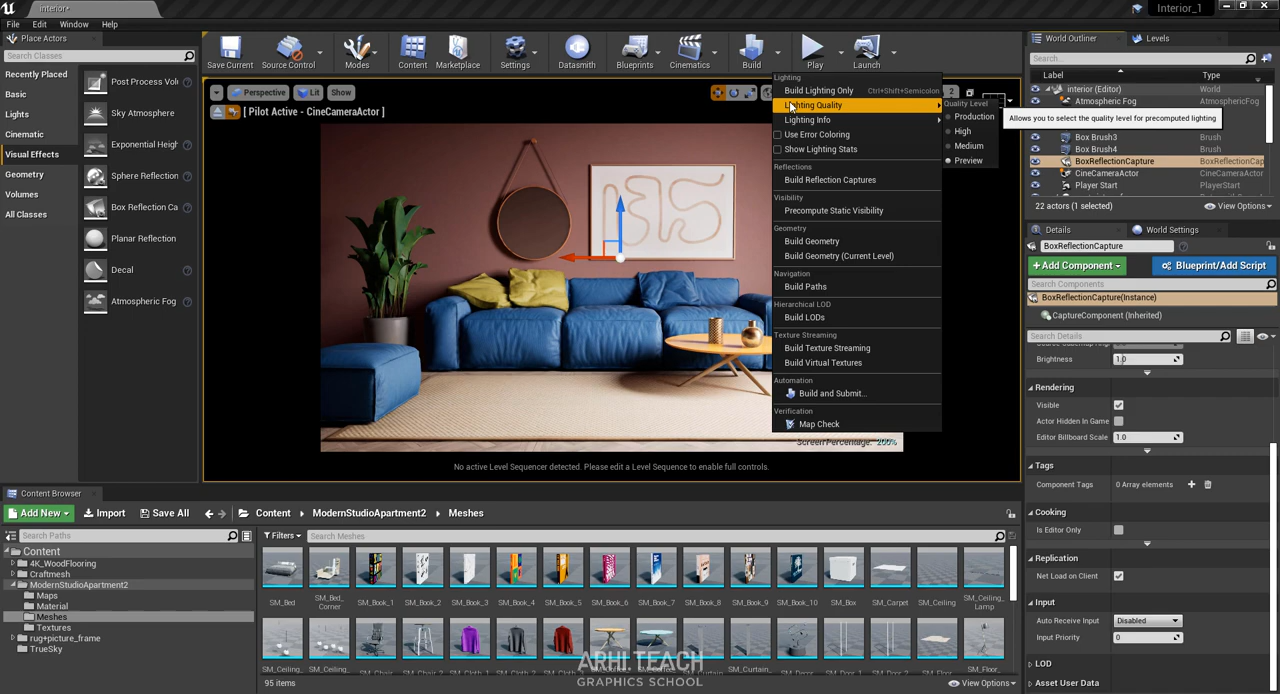 interior•
Interior_1
File Edit Window Help
Place Actors
Search Classes
Recently Placed
Basic
Lights
Cinematic
Visual Effects
Geometry
Volumes
All Classes
Post Process Volu
Sky Atmosphere
Exponential Heigh
Sphere Reflection
Box Reflection Ca
Planar Reflection
Decal
Atmospheric Fog
Save Current Source Control Modes Content Marketplace Settings Datasmith Blueprints Cinematics Build Play Launch
Perspective Lit Show
[ Pilot Active - CineCameraActor ]
2
Screen Percentage: 200%
No active Level Sequencer detected. Please edit a Level Sequence to enable full controls.
Lighting
Build Lighting Only Ctrl+Shift+Semicolon
Lighting Quality
Lighting Info
Use Error Coloring
Show Lighting Stats
Reflections
Build Reflection Captures
Visibility
Precompute Static Visibility
Geometry
Build Geometry
Build Geometry (Current Level)
Navigation
Build Paths
Hierarchical LOD
Build LODs
Texture Streaming
Build Texture Streaming
Build Virtual Textures
Automation
Build and Submit...
Verification
Map Check
Quality Level
Production
High
Medium
Preview
Allows you to select the quality level for precomputed lighting
World Outliner Levels
Search...
Label Type
interior (Editor) World
Atmospheric Fog AtmosphericFog
Box Brush3 Brush
Box Brush4 Brush
BoxReflectionCapture BoxReflectionCap
CineCameraActor CineCameraActor
Player Start PlayerStart
22 actors (1 selected) View Options
Details World Settings
BoxReflectionCapture
+Add Component Blueprint/Add Script
Search Components
BoxReflectionCapture(Instance)
CaptureComponent (Inherited)
Search Details
Brightness 1.0
Rendering
Visible
Actor Hidden In Game
Editor Billboard Scale 1.0
Tags
Component Tags 0 Array elements
Cooking
Is Editor Only
Replication
Net Load on Client
Input
Auto Receive Input Disabled
Input Priority 0
LOD
Asset User Data
Content Browser
Add New Import Save All Content ModernStudioApartment2 Meshes
Search Paths
Content
4K_WoodFlooring
Craftmesh
ModernStudioApartment2
Maps
Material
Meshes
Textures
rug+picture_frame
TrueSky
Filters Search Meshes
SM_Bed SM_Bed_Corner SM_Book_1 SM_Book_2 SM_Book_3 SM_Book_4 SM_Book_5 SM_Book_6 SM_Book_7 SM_Book_8 SM_Book_9 SM_Book_10 SM_Box SM_Carpet SM_Ceiling SM_Ceiling_Lamp
95 items View Options
ARHI.TEACH
GRAPHICS SCHOOL